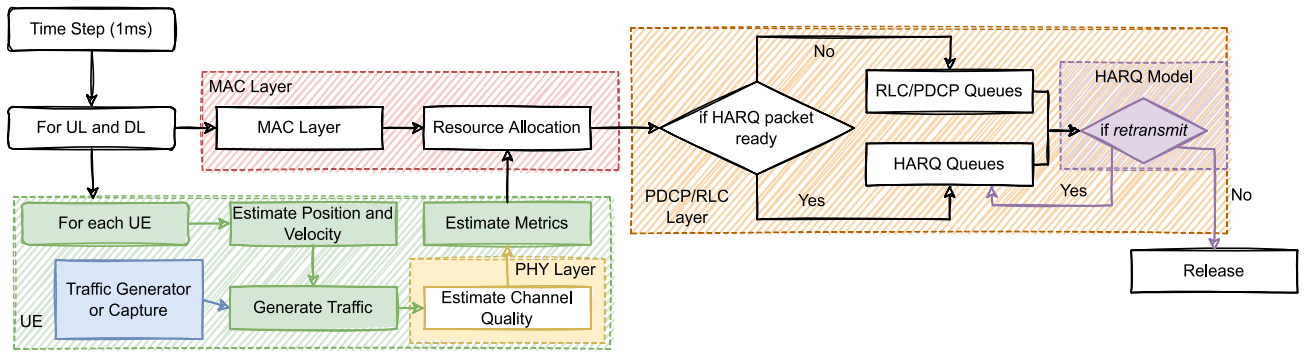 Time Step (1ms)
For UL and DL
MAC Layer
MAC Layer
Resource Allocation
For each UE
Estimate Position and
Velocity
Estimate Metrics
Traffic Generator
or Capture
Generate Traffic
PHY Layer
Estimate Channel
Quality
UE
if HARQ packet
ready
No
Yes
PDCP/RLC
Layer
RLC/PDCP Queues
HARQ Queues
HARQ Model
if retransmit
Yes
No
Release